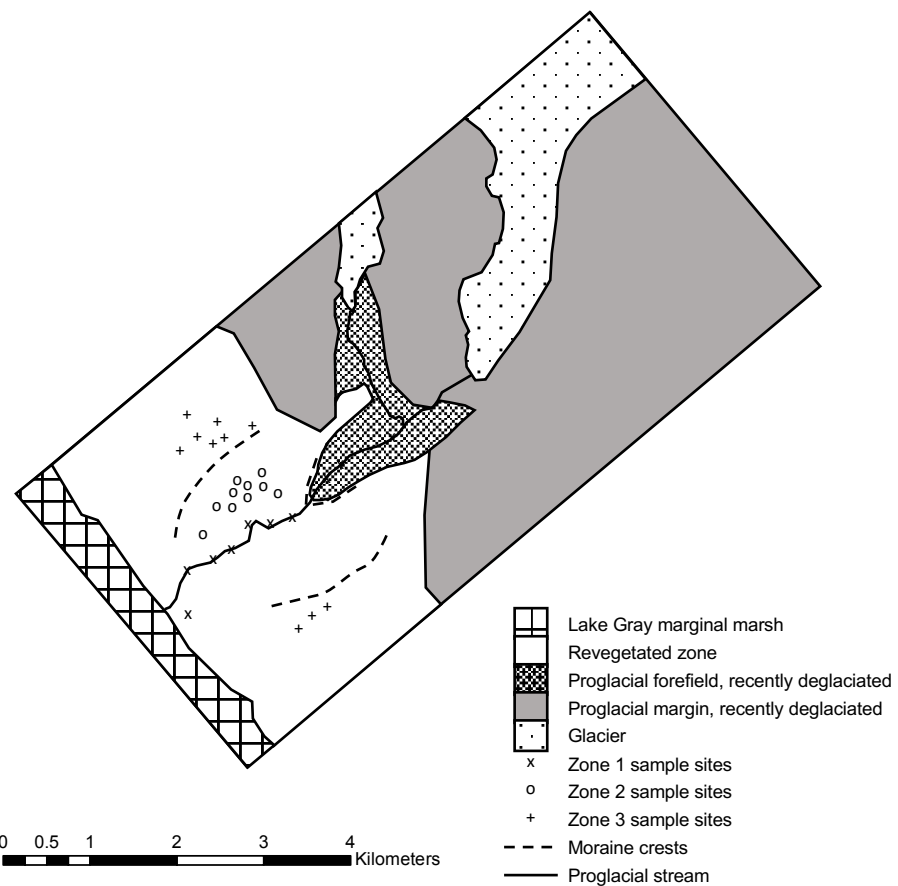 Lake Gray marginal marsh
Revegetated zone
Proglacial forefield, recently deglaciated
Proglacial margin, recently deglaciated
Glacier
x Zone 1 sample sites
o Zone 2 sample sites
+ Zone 3 sample sites
Moraine crests
Proglacial stream
0 0.5 1 2 3 4
Kilometers